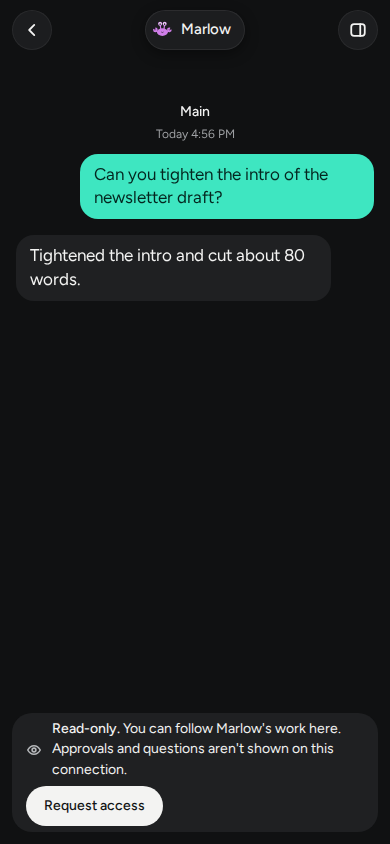 Marlow
Main
Today 4:56 PM
Can you tighten the intro of the
newsletter draft?
Tightened the intro and cut about 80
words.
Read-only. You can follow Marlow's work here.
Approvals and questions aren't shown on this
connection.
Request access